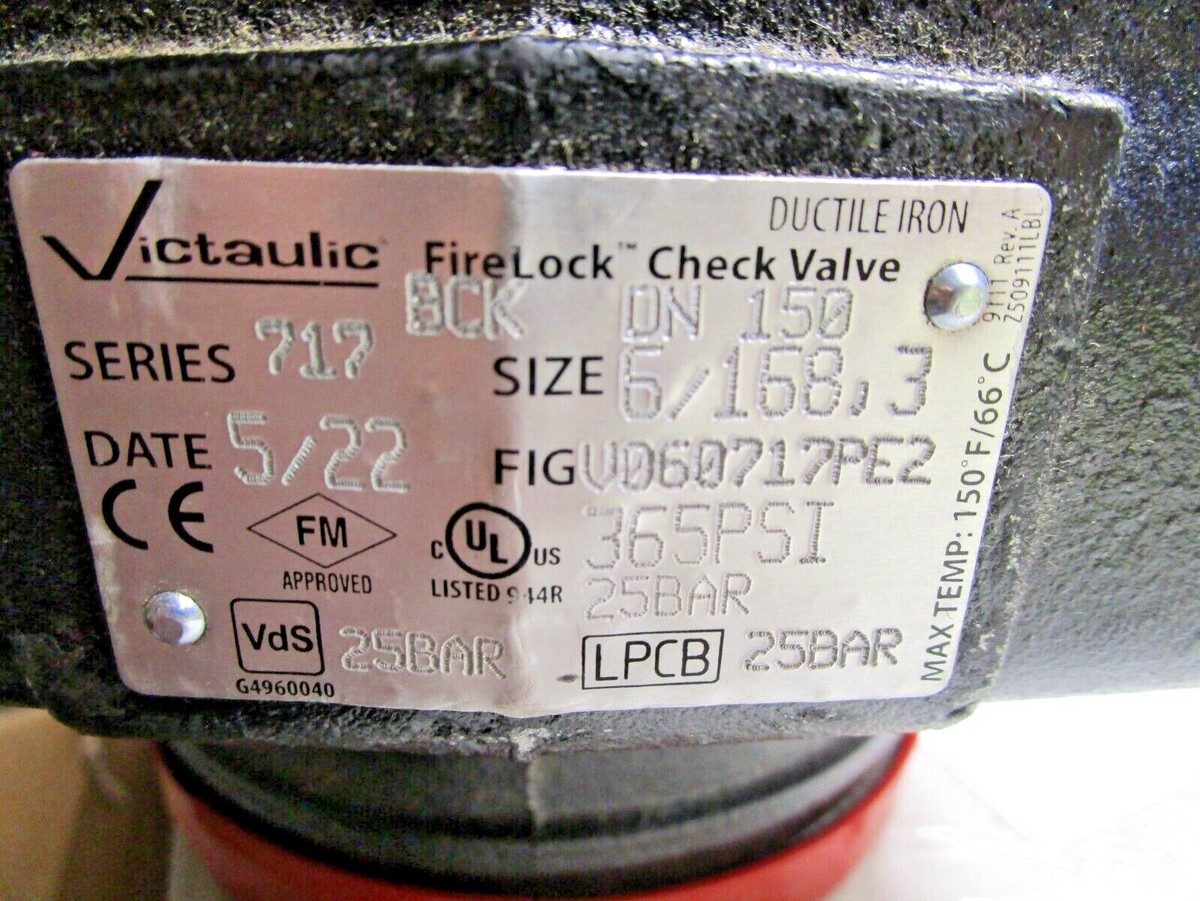 DUCTILE IRON
Victaulic FireLock™ Check Valve
BCK DN 150
SERIES 717 SIZE 6/168,3
DATE 5/22 FIG V060717PE2
CE FM C UL US 365PSI
APPROVED LISTED 944R 25BAR
VdS 25BAR LPCB 25BAR
G4960040
MAX TEMP: 150°F/66°C
9111 Rev. A
Z509111LBL